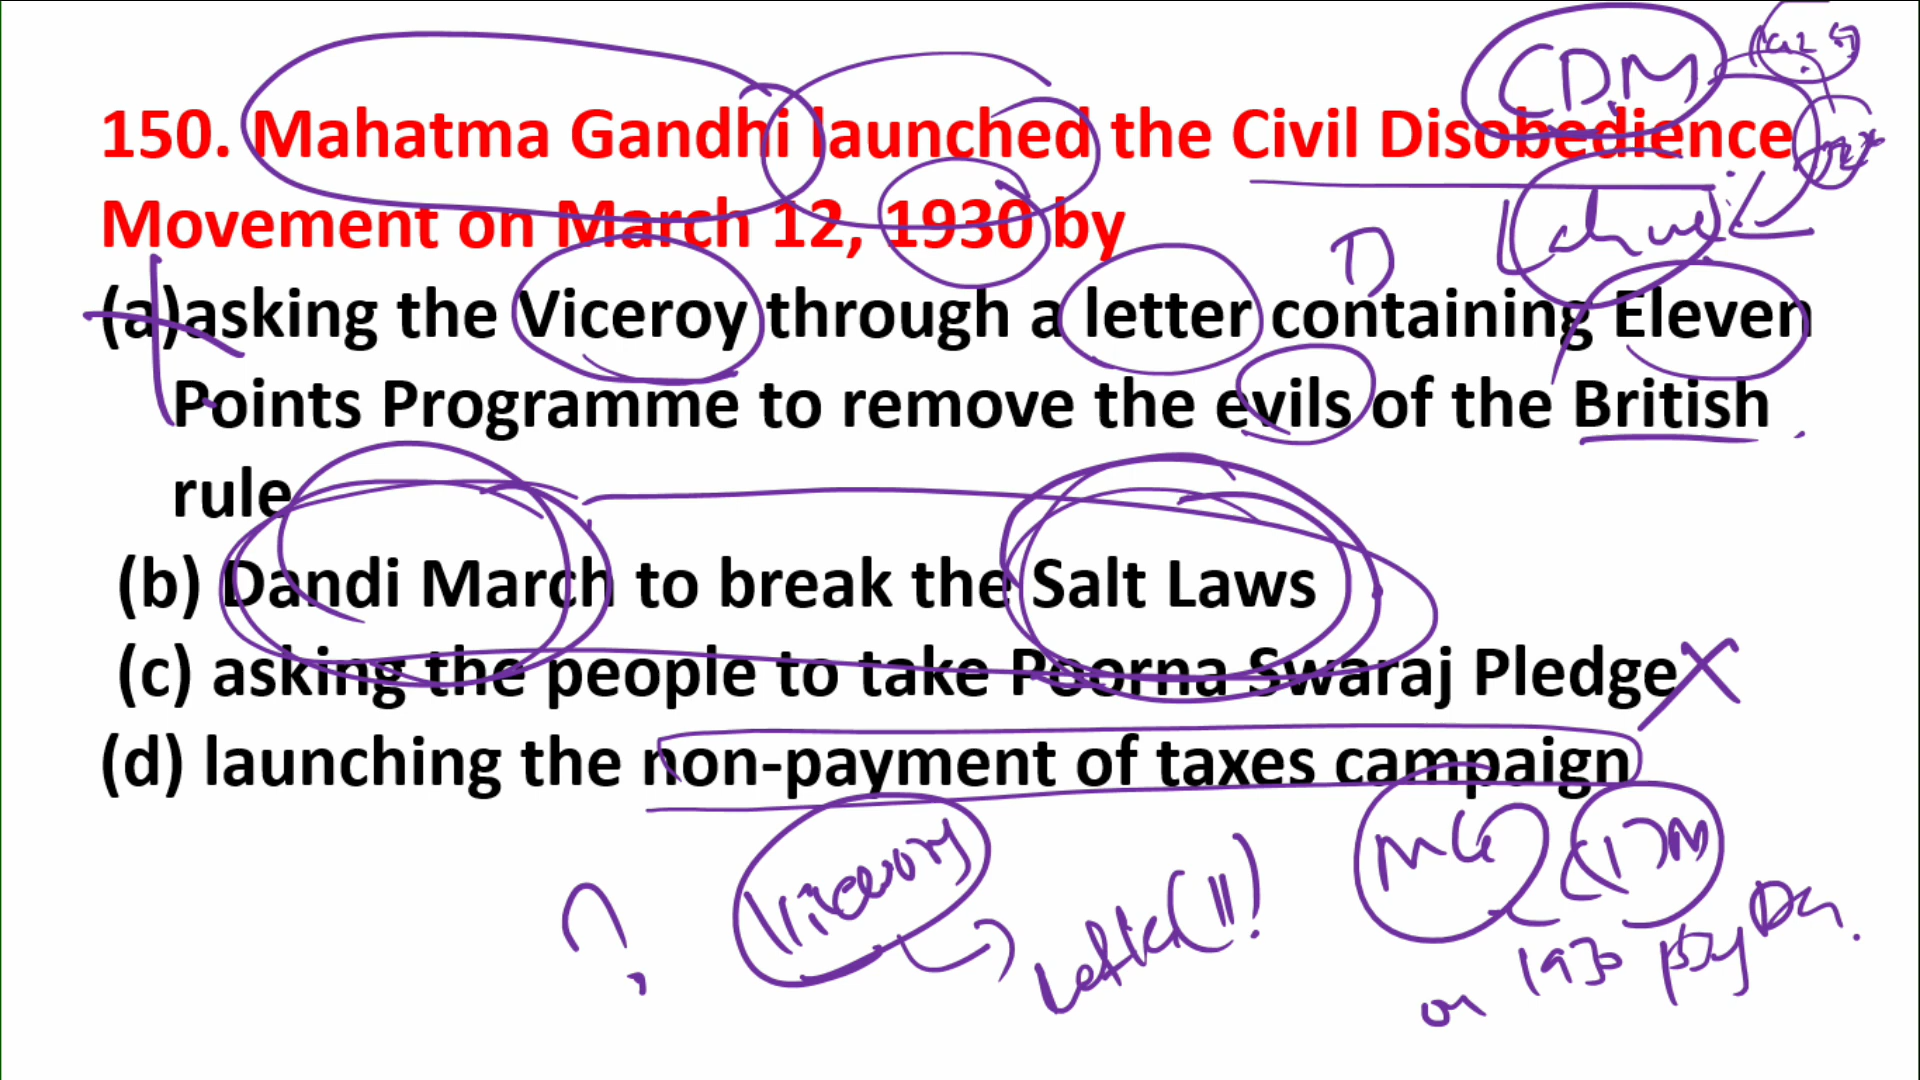 CDM
150. Mahatma Gandhi launched the Civil Disobedience
Movement on March 12, 1930 by
(a)asking the Viceroy through a letter containing Eleven
Points Programme to remove the evils of the British
rule
(b) Dandi March to break the Salt Laws
(c) asking the people to take Poorna Swaraj Pledge
(d) launching the non-payment of taxes campaign
Viceroy
MG
on 1930